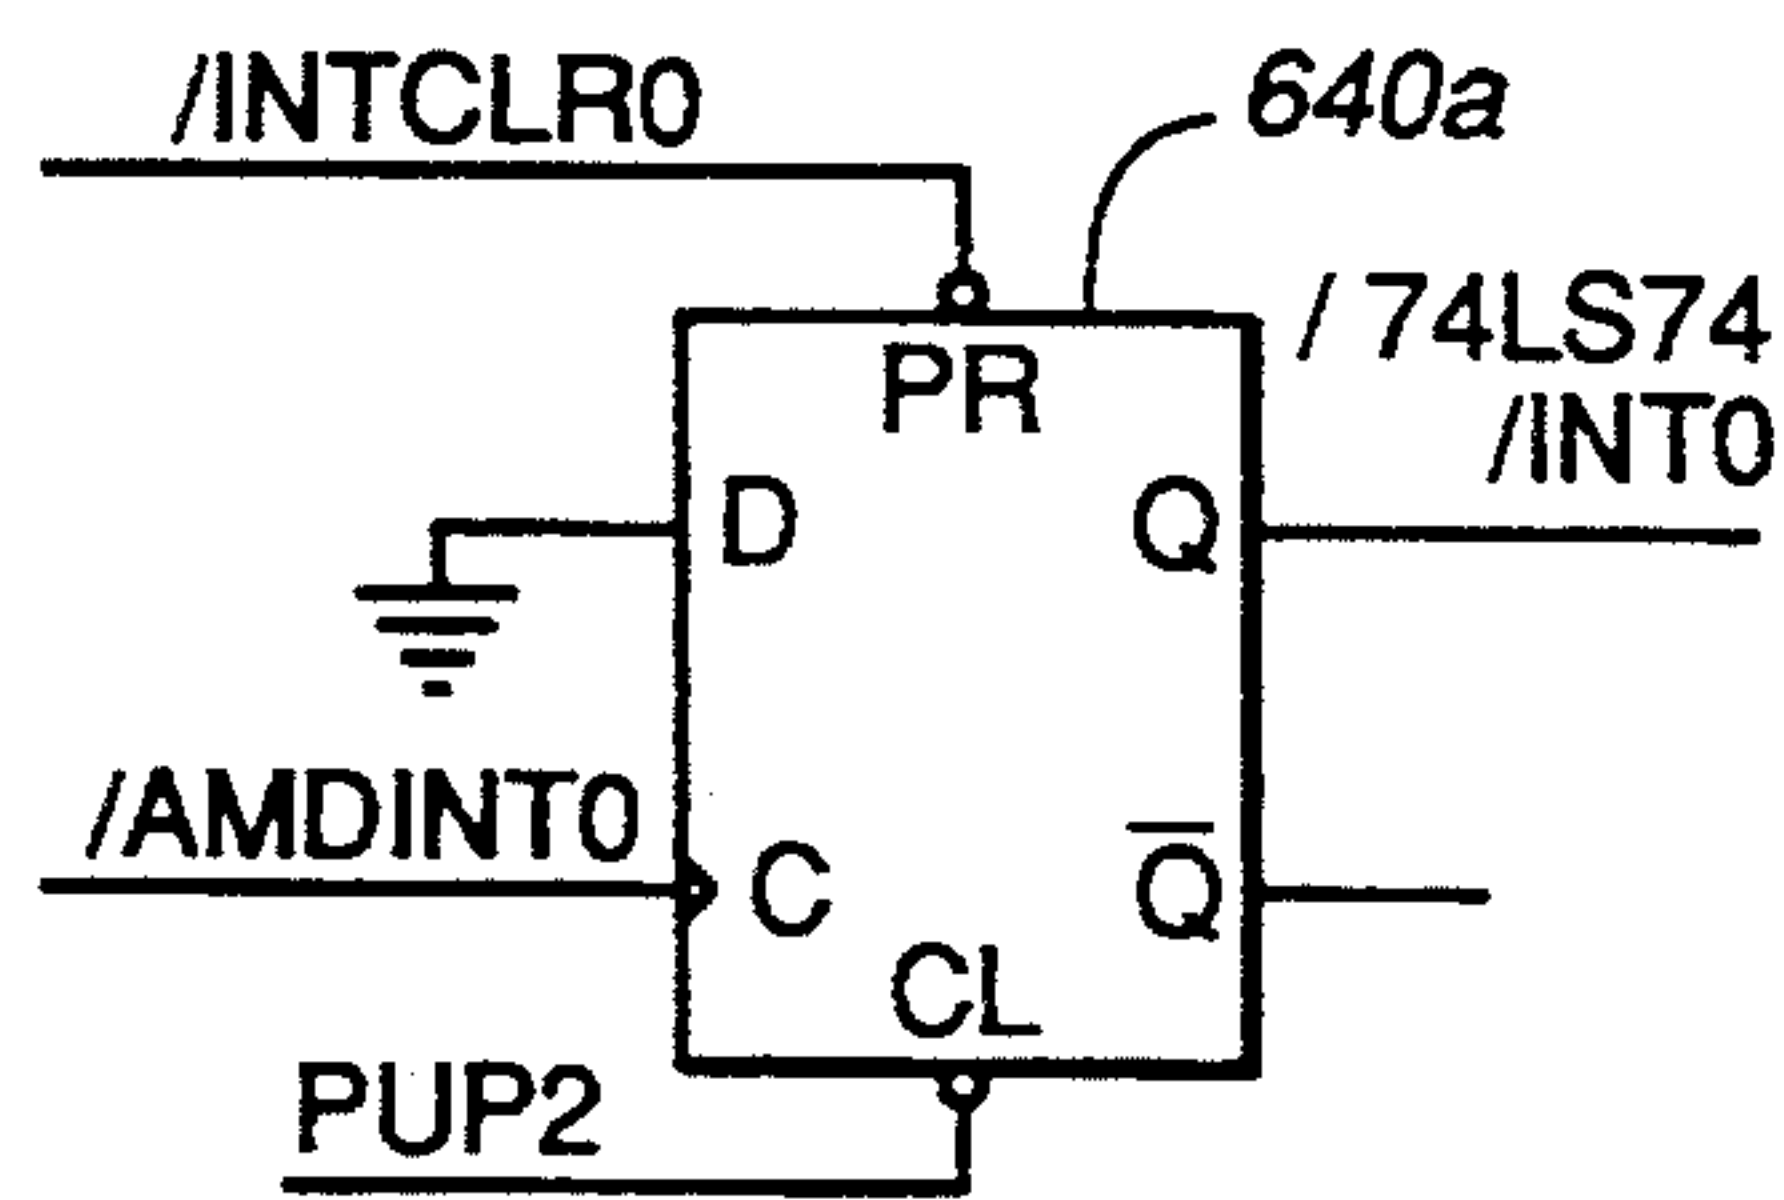 /INTCLR0
640a
/ 74LS74
/INT0
PR
D
Q
/AMDINT0
C
Q̅
CL
PUP2